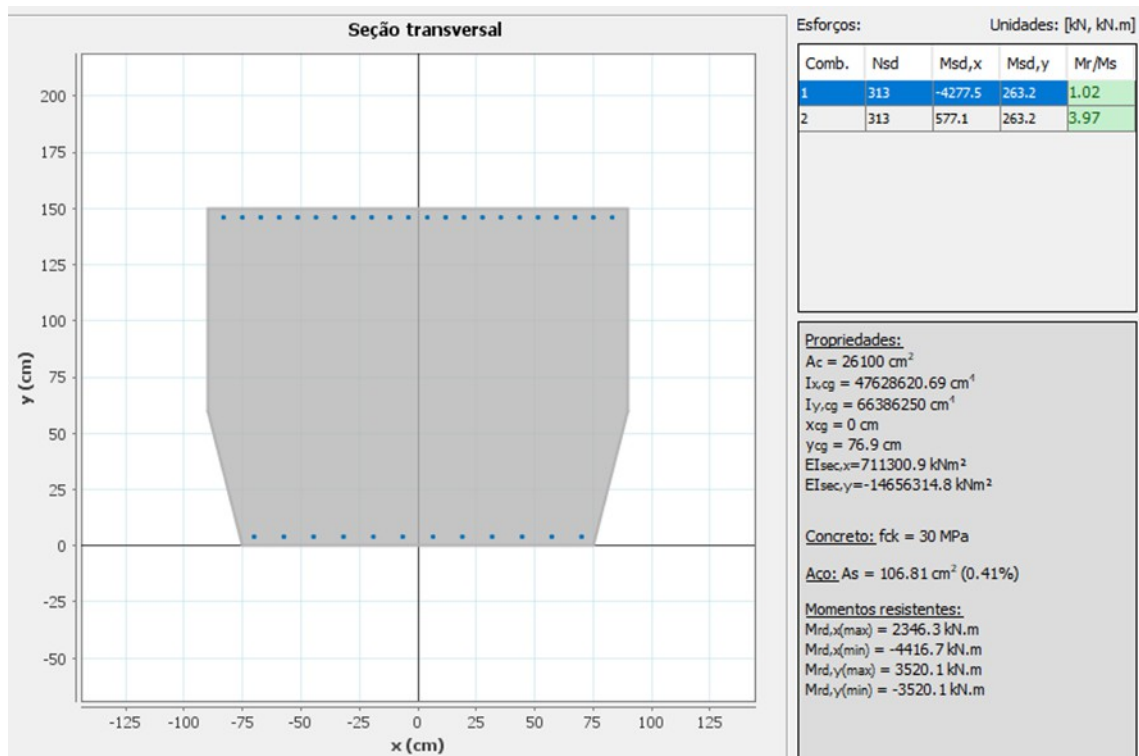 Seção transversal
200
175
150
125
100
75
50
25
0
-25
-50
y (cm)
-125 -100 -75 -50 -25 0 25 50 75 100 125
x (cm)
Esforços: Unidades: [kN, kN.m]
Comb. Nsd Msd,x Msd,y Mr/Ms
1 313 -4277.5 263.2 1.02
2 313 577.1 263.2 3.97
Propriedades:
Ac = 26100 cm²
Ix,cg = 47628620.69 cm⁴
Iy,cg = 66386250 cm⁴
xcg = 0 cm
ycg = 76.9 cm
EIsec,x=711300.9 kNm²
EIsec,y=-14656314.8 kNm²
Concreto: fck = 30 MPa
Aço: As = 106.81 cm² (0.41%)
Momentos resistentes:
Mrd,x(max) = 2346.3 kN.m
Mrd,x(min) = -4416.7 kN.m
Mrd,y(max) = 3520.1 kN.m
Mrd,y(min) = -3520.1 kN.m